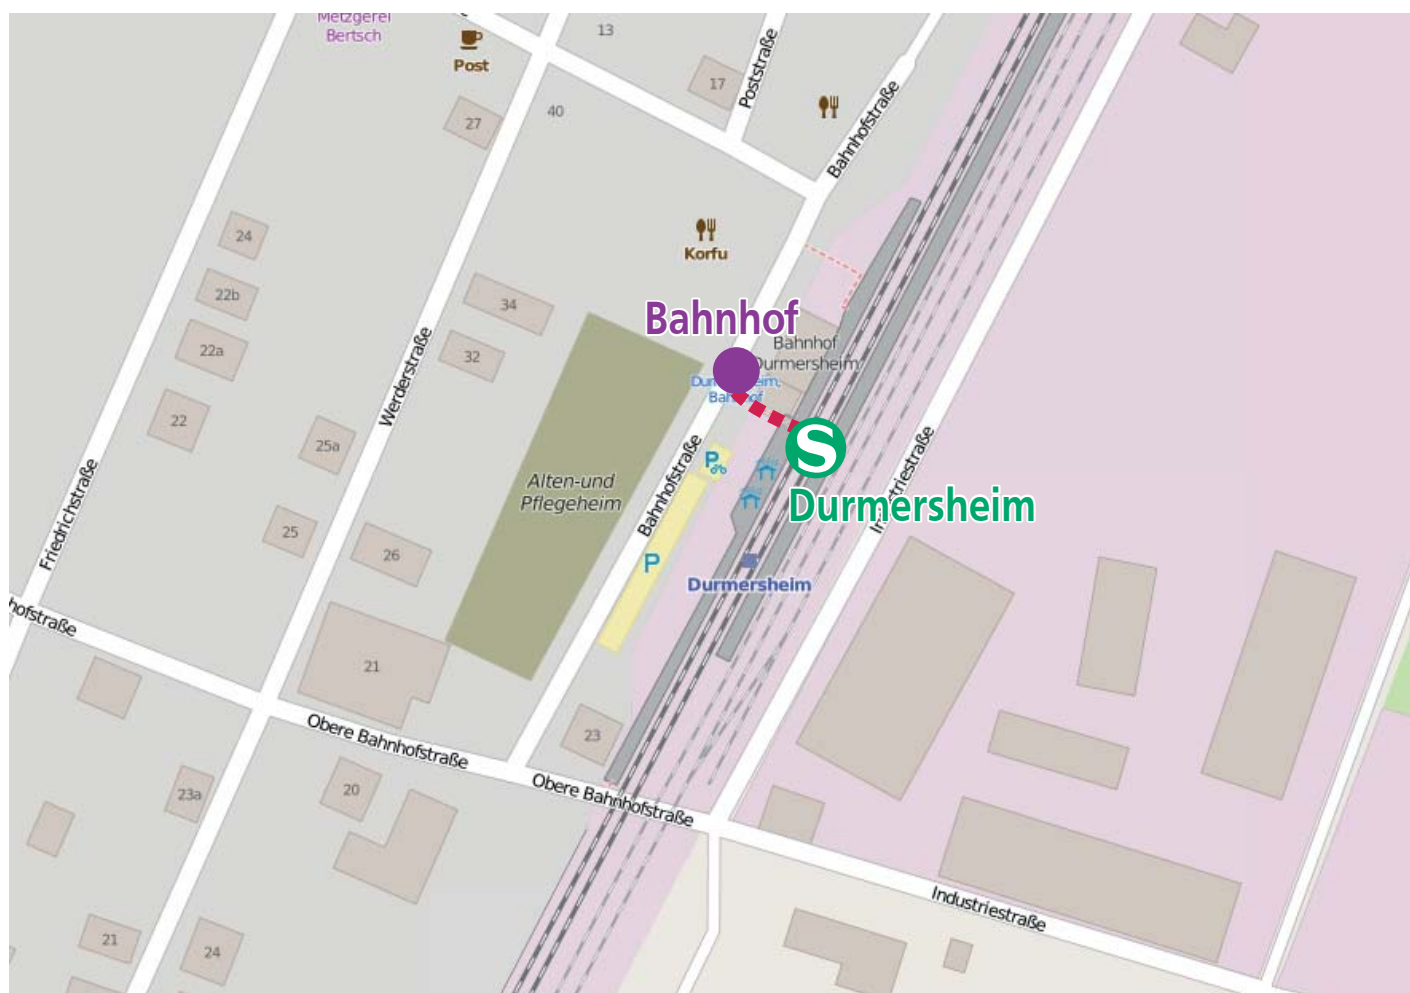 Metzgerei
Bertsch
Post
13
17
Poststraße
40
27
Bahnhofstraße
24
Korfu
22b
34
Bahnhof
Bahnhof
Durmersheim
22a
32
Werderstraße
Bahnhof
22
25a
Bahnhofstraße
P
S
Industriestraße
Durmersheim
Alten-und
Pflegeheim
Friedrichstraße
25
26
P
Durmersheim
hofstraße
21
23
Obere Bahnhofstraße
Obere Bahnhofstraße
23a
20
Industriestraße
21
24